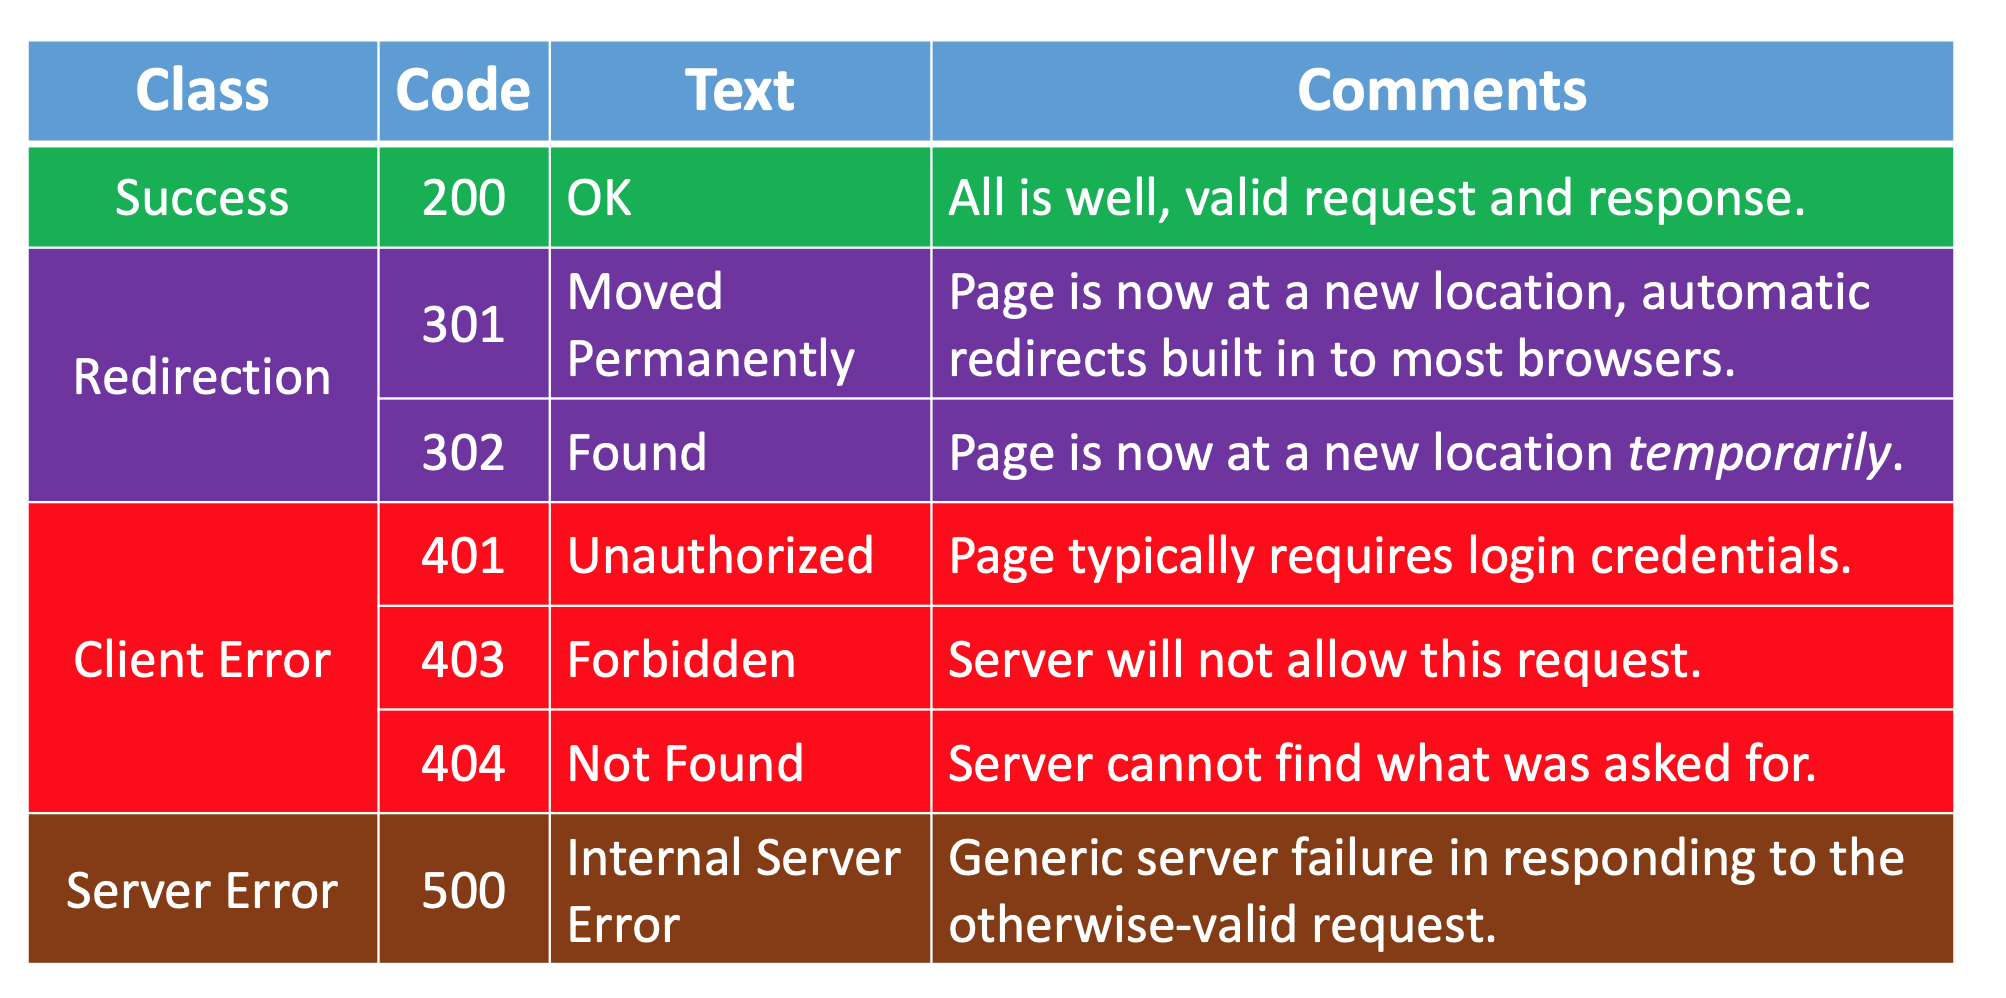 Class Code Text Comments
Success 200 OK All is well, valid request and response.
Redirection
301
Moved
Permanently
Page is now at a new location, automatic
redirects built in to most browsers.
302 Found Page is now at a new location temporarily.
Client Error
401 Unauthorized Page typically requires login credentials.
403 Forbidden Server will not allow this request.
404 Not Found Server cannot find what was asked for.
Server Error
500
Internal Server
Error
Generic server failure in responding to the
otherwise-valid request.